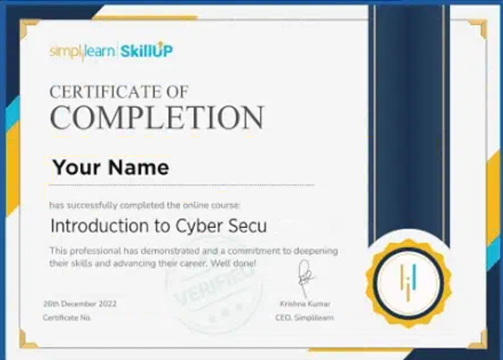 simplilearn | SkillUP
CERTIFICATE OF
COMPLETION
Your Name
has successfully completed the online course:
Introduction to Cyber Secu
This professional has demonstrated and a commitment to deepening
their skills and advancing their career. Well done!
VERIFIED
26th December 2022
Certificate No.
Krishna Kumar
CEO, Simplilearn